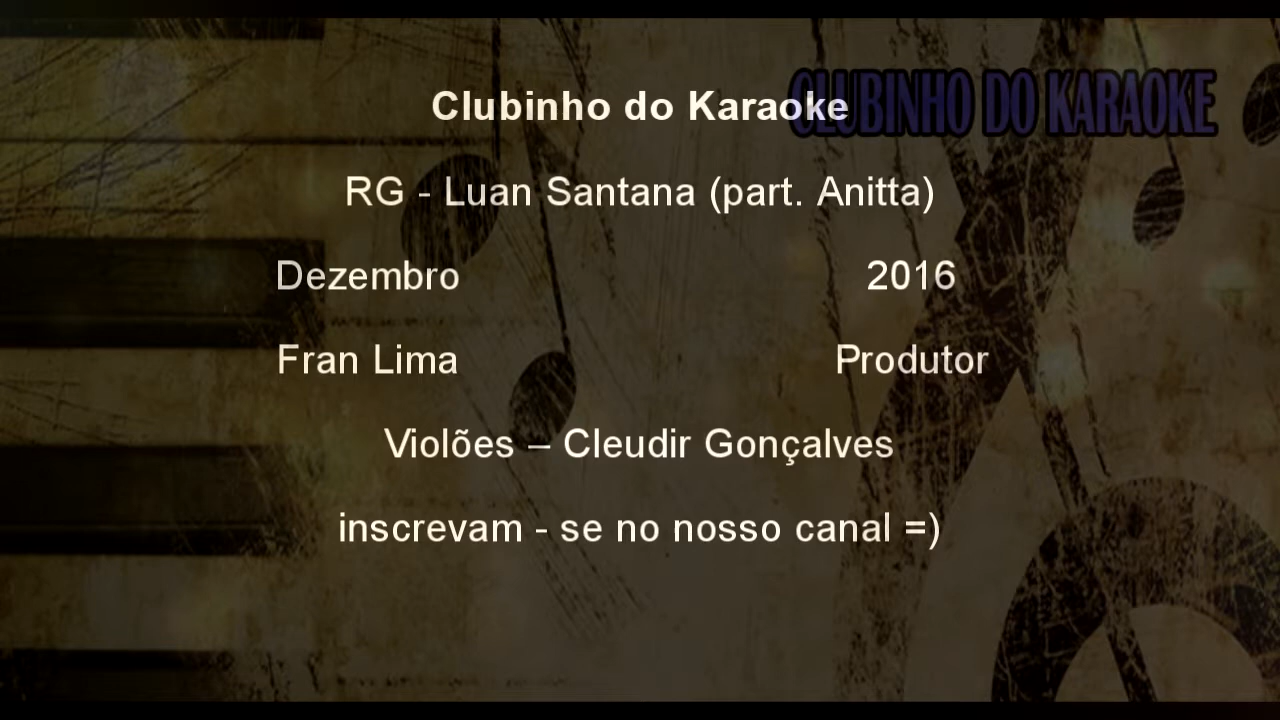 Clubinho do Karaoke
CLUBINHO DO KARAOKE
RG - Luan Santana (part. Anitta)
Dezembro 2016
Fran Lima Produtor
Violões – Cleudir Gonçalves
inscrevam - se no nosso canal =)